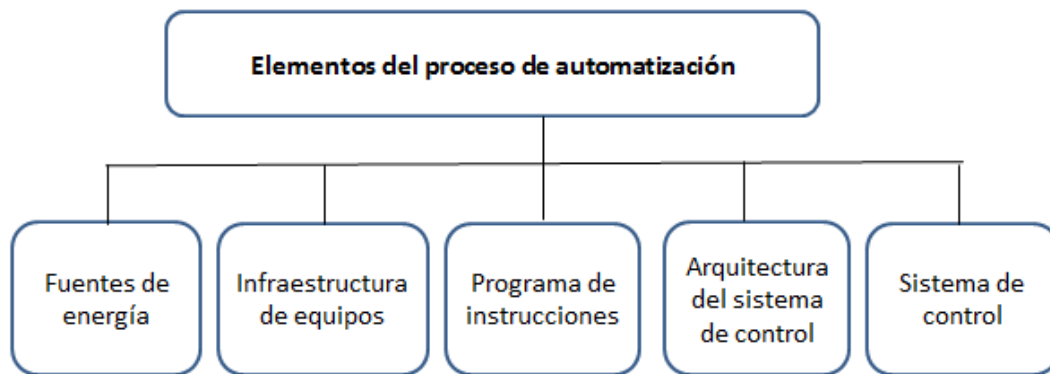 Elementos del proceso de automatización
Fuentes de
energía
Infraestructura
de equipos
Programa de
instrucciones
Arquitectura
del sistema
de control
Sistema de
control